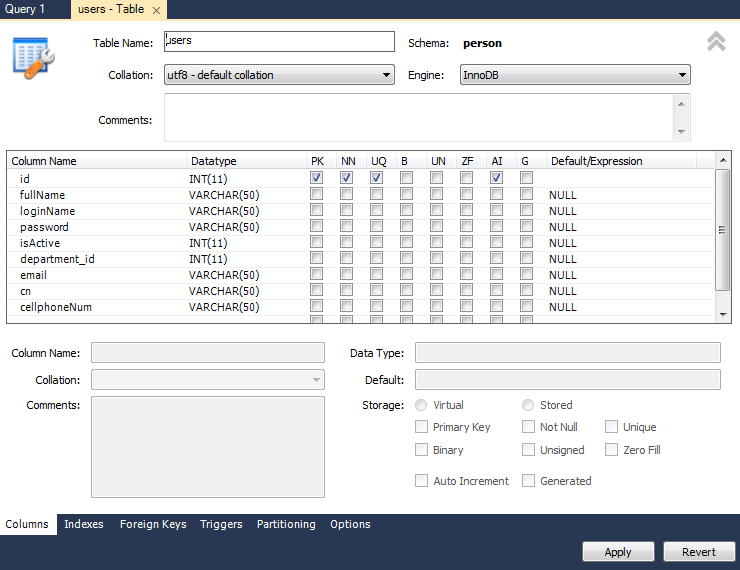 Query 1 users - Table
Table Name: users Schema: person
Collation: utf8 - default collation Engine: InnoDB
Comments:
Column Name Datatype PK NN UQ B UN ZF AI G Default/Expression
id INT(11)
fullName VARCHAR(50) NULL
loginName VARCHAR(50) NULL
password VARCHAR(50) NULL
isActive INT(11) NULL
department_id INT(11) NULL
email VARCHAR(50) NULL
cn VARCHAR(50) NULL
cellphoneNum VARCHAR(50) NULL
Column Name: Data Type:
Collation: Default:
Comments: Storage: Virtual Stored
Primary Key Not Null Unique
Binary Unsigned Zero Fill
Auto Increment Generated
Columns Indexes Foreign Keys Triggers Partitioning Options
Apply Revert